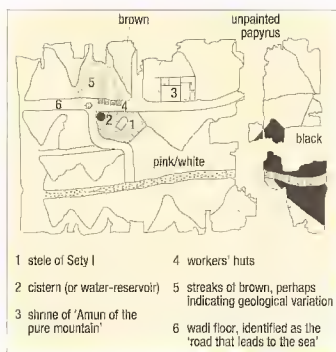 brown
unpainted
papyrus
5
6
4
3
2
1
black
pink/white
1 stele of Sety I
2 cistern (or water-reservoir)
3 shrine of 'Amun of the
pure mountain'
4 workers' huts
5 streaks of brown, perhaps
indicating geological variation
6 wadi floor, identified as the
'road that leads to the sea'